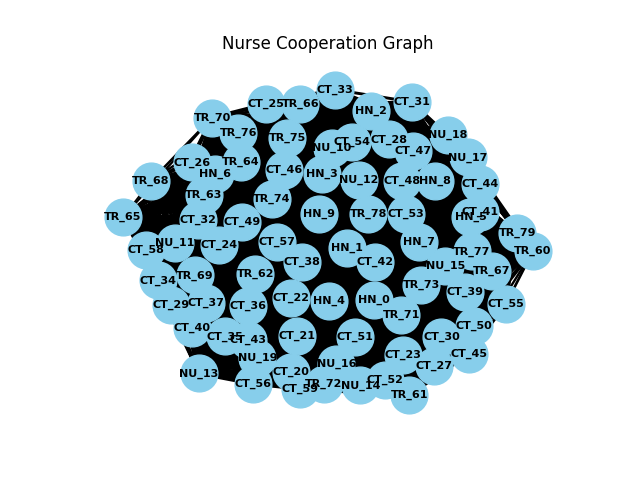 Nurse Cooperation Graph
CT_33
CT_31
CT_25
TR_66
HN_2
TR_70
TR_76
TR_75
NU_10
CT_54
CT_28
NU_18
CT_47
NU_17
CT_26
TR_64
CT_46
HN_6
HN_3
NU_12
CT_48
HN_8
CT_44
TR_68
TR_63
TR_74
TR_65
CT_32
CT_49
HN_9
TR_78
CT_53
HN_5
CT_41
TR_79
CT_58
NU_11
CT_24
CT_57
HN_1
HN_7
TR_77
TR_60
CT_38
CT_42
NU_15
TR_67
CT_34
TR_69
TR_62
TR_73
CT_39
CT_29
CT_37
CT_36
CT_22
HN_4
HN_0
TR_71
CT_55
CT_40
CT_35
CT_43
CT_21
CT_51
CT_30
CT_50
NU_19
NU_16
CT_23
CT_45
NU_13
CT_20
CT_27
CT_56
CT_59
TR_72
NU_14
CT_52
TR_61